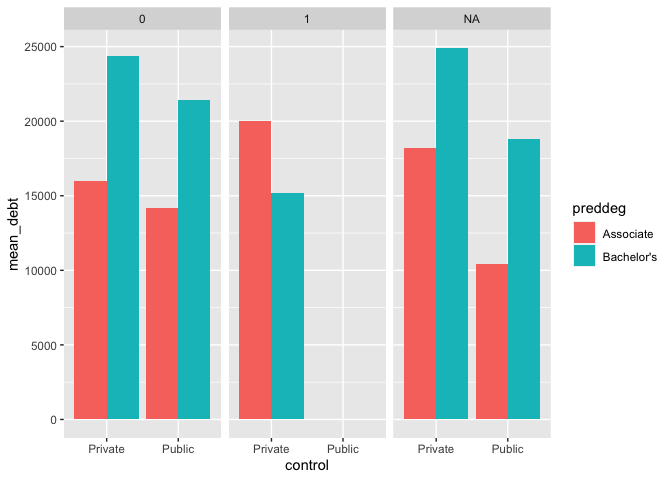 0 1 NA
25000
20000
15000
10000
5000
0
mean_debt
Private Public Private Public Private Public
control
preddeg
Associate
Bachelor's